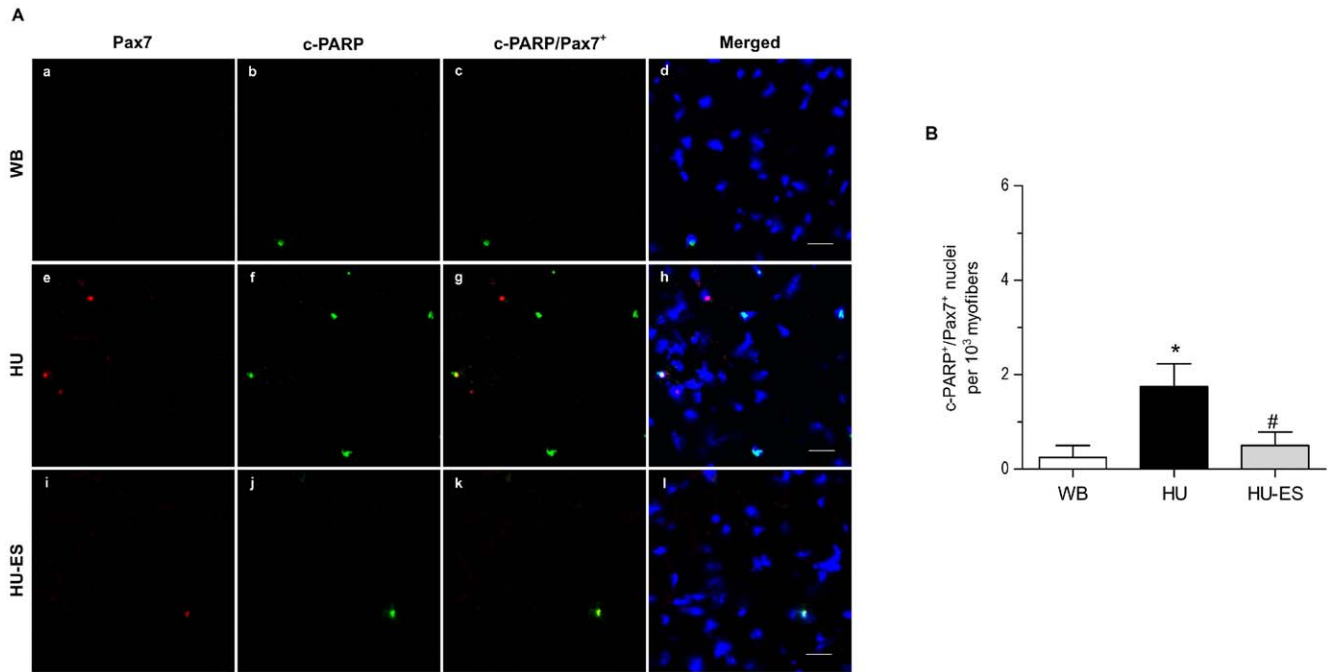 A
Pax7 c-PARP c-PARP/Pax7⁺ Merged
WB
a b c d
HU
e f g h
HU-ES
i j k l
B
c-PARP⁺/Pax7⁺ nuclei
per 10³ myofibers
6
4
2
0
*
#
WB HU HU-ES